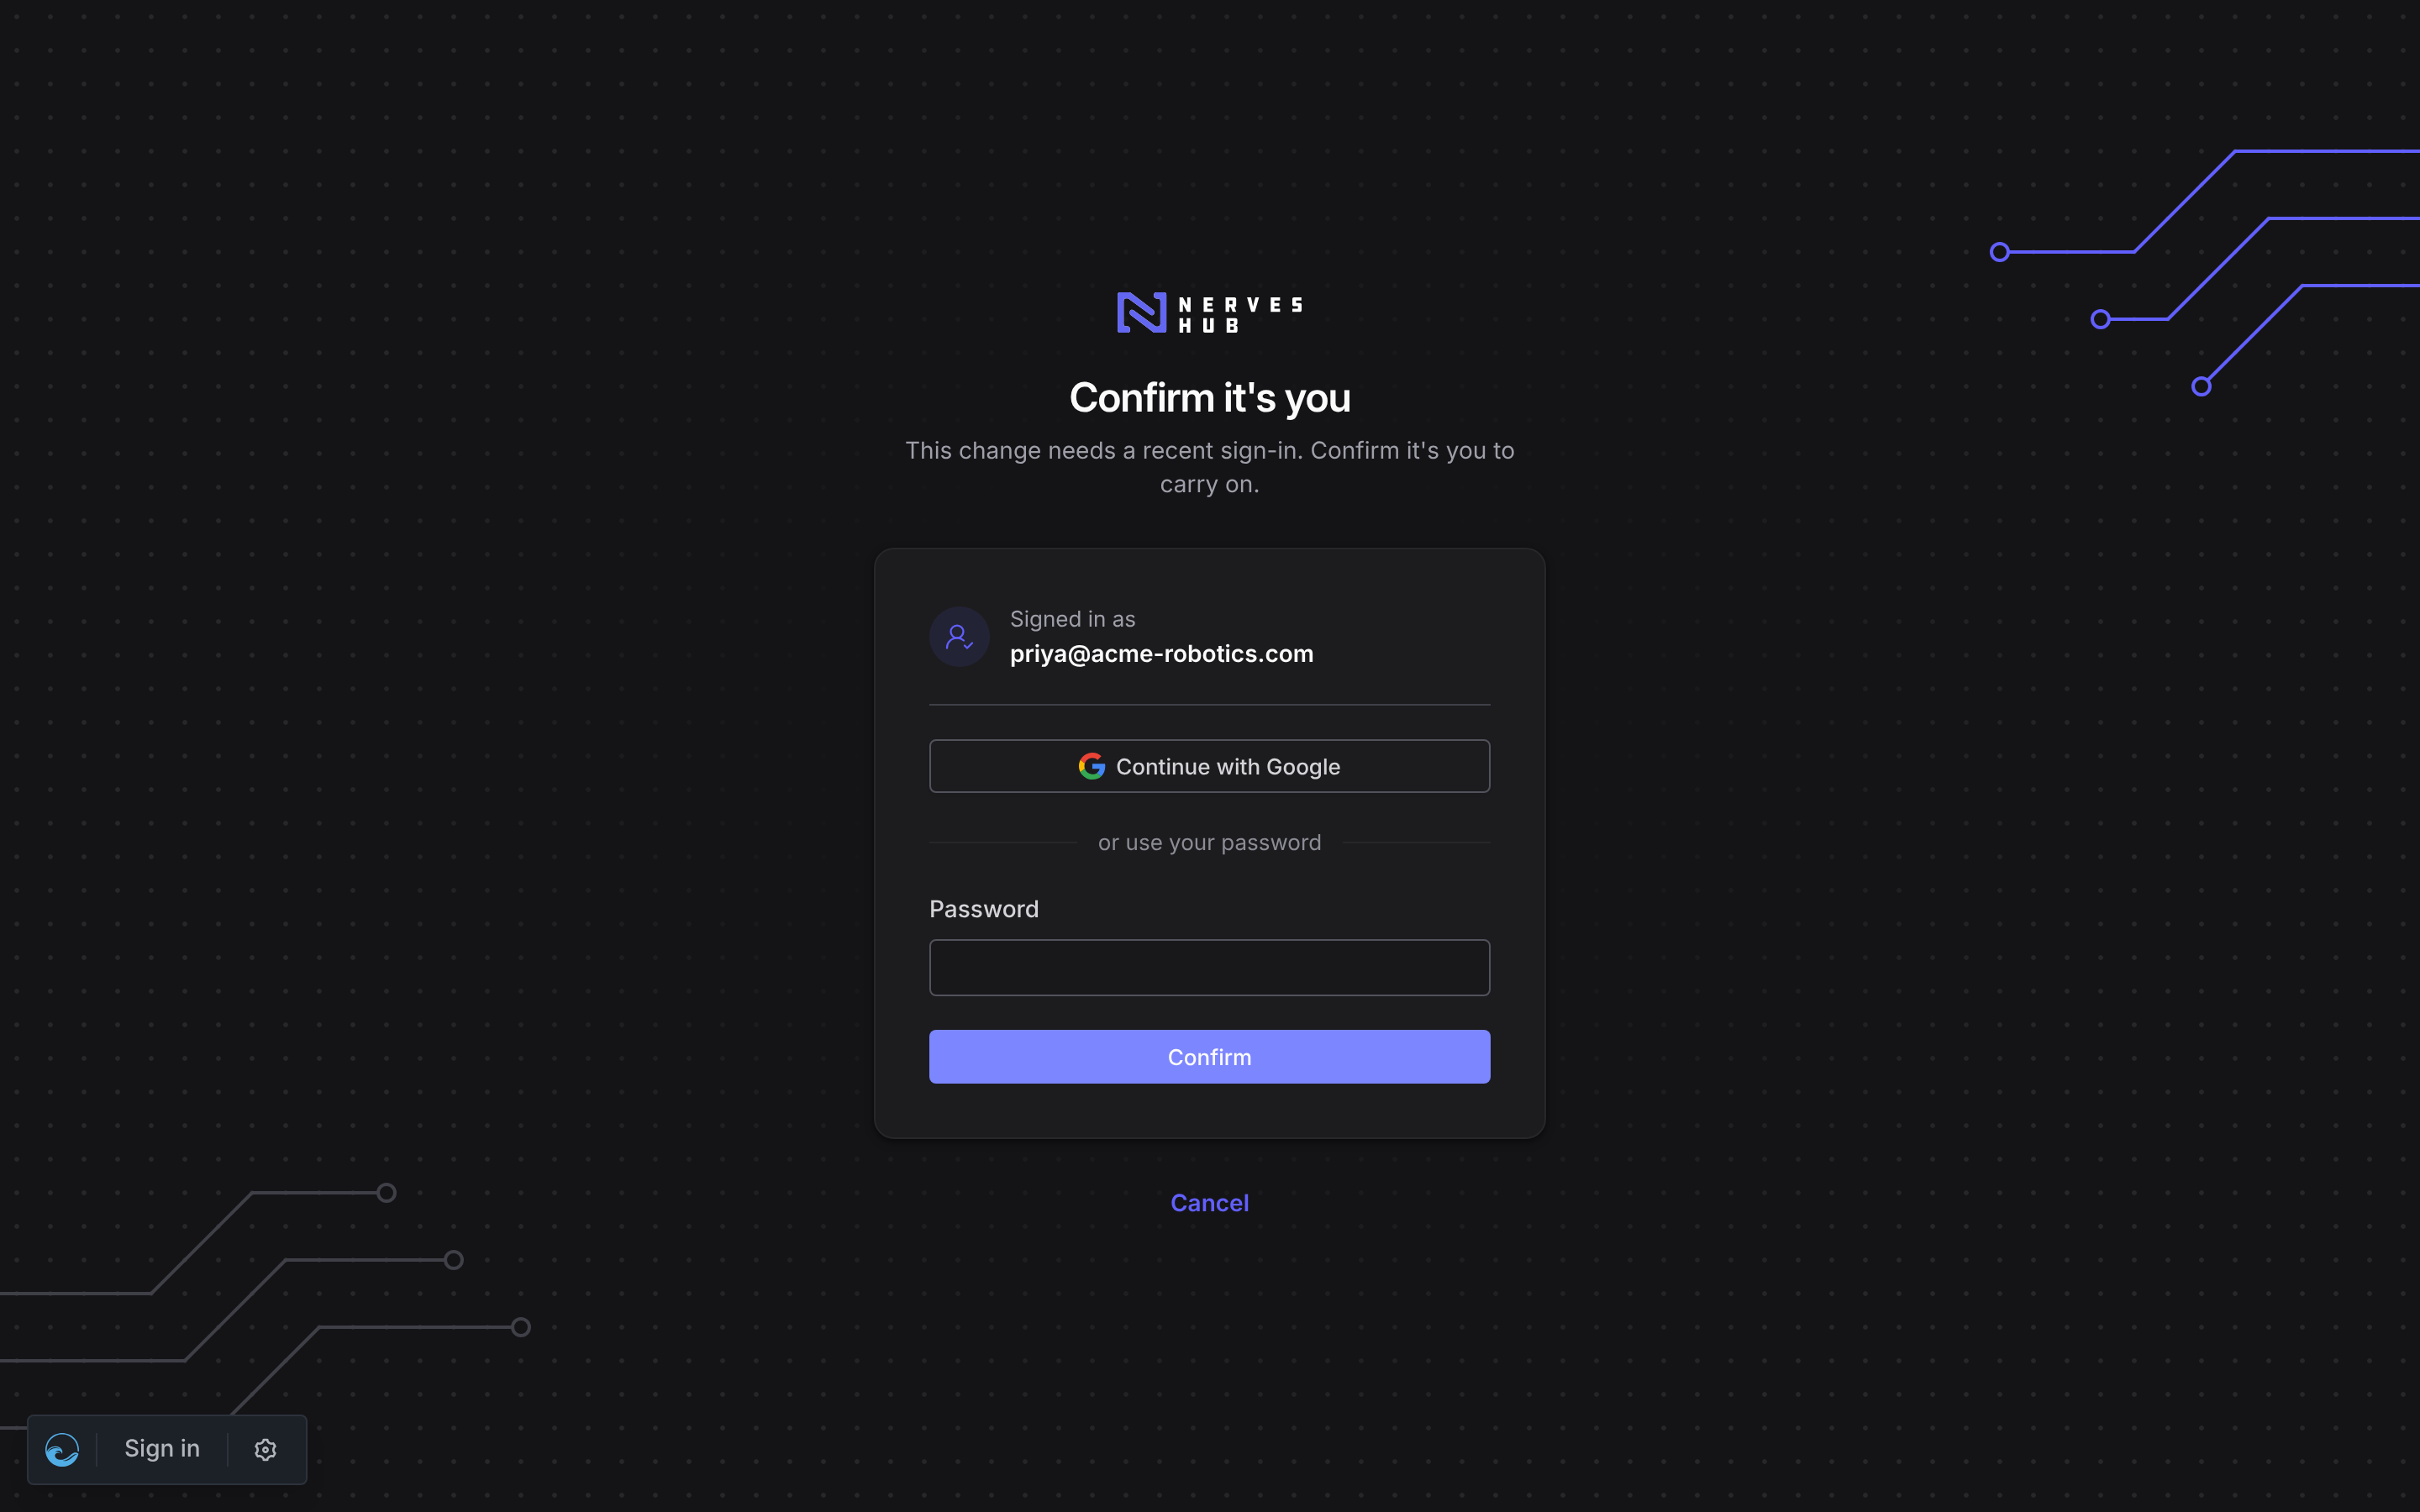 NERVES
HUB
Confirm it's you
This change needs a recent sign-in. Confirm it's you to
carry on.
Signed in as
priya@acme-robotics.com
Continue with Google
or use your password
Password
Confirm
Cancel
Sign in